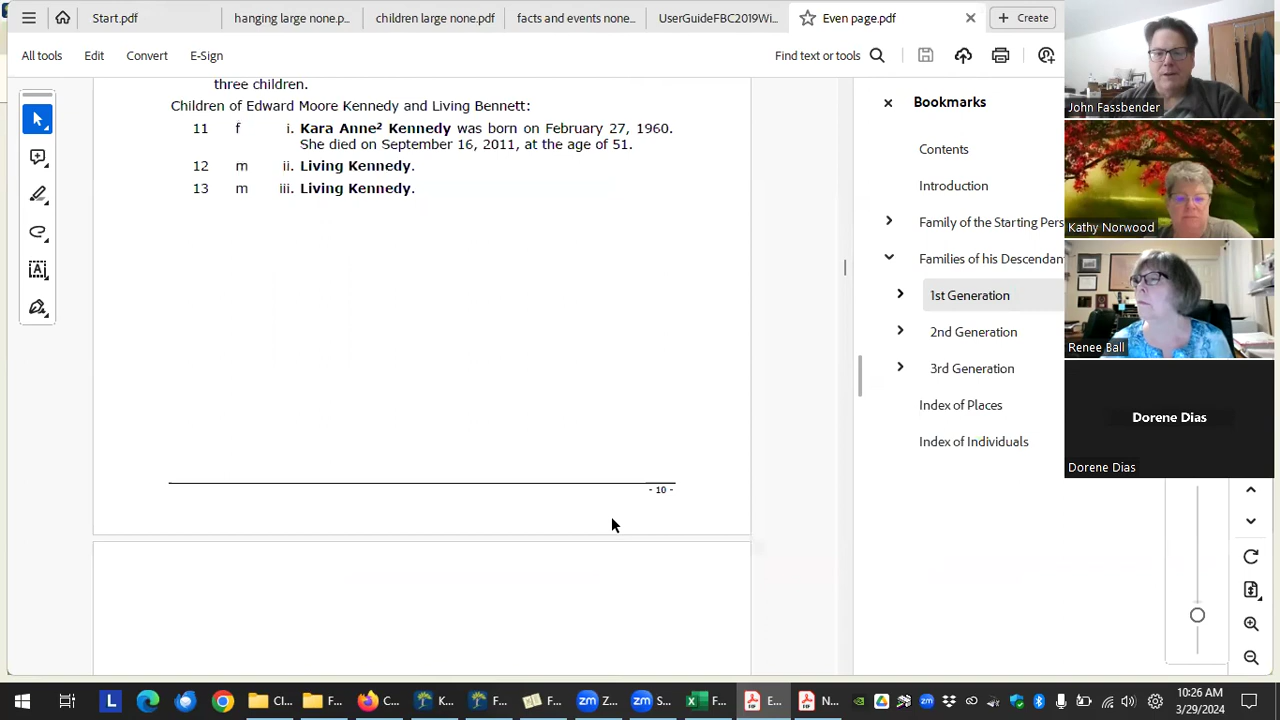 Start.pdf
hanging large none.p...
children large none.pdf
facts and events none...
UserGuideFBC2019Wi...
Even page.pdf
Create
All tools
Edit
Convert
E-Sign
Find text or tools
three children.
Children of Edward Moore Kennedy and Living Bennett:
11 f i. Kara Anne² Kennedy was born on February 27, 1960.
She died on September 16, 2011, at the age of 51.
12 m ii. Living Kennedy.
13 m iii. Living Kennedy.
- 10 -
Bookmarks
Contents
Introduction
Family of the Starting Pers
Families of his Descendan
1st Generation
2nd Generation
3rd Generation
Index of Places
Index of Individuals
John Fassbender
Kathy Norwood
Renee Ball
Dorene Dias
Dorene Dias
L
Cl...
F...
C...
K...
F...
F...
Z...
S...
F...
E...
N...
10:26 AM
3/29/2024